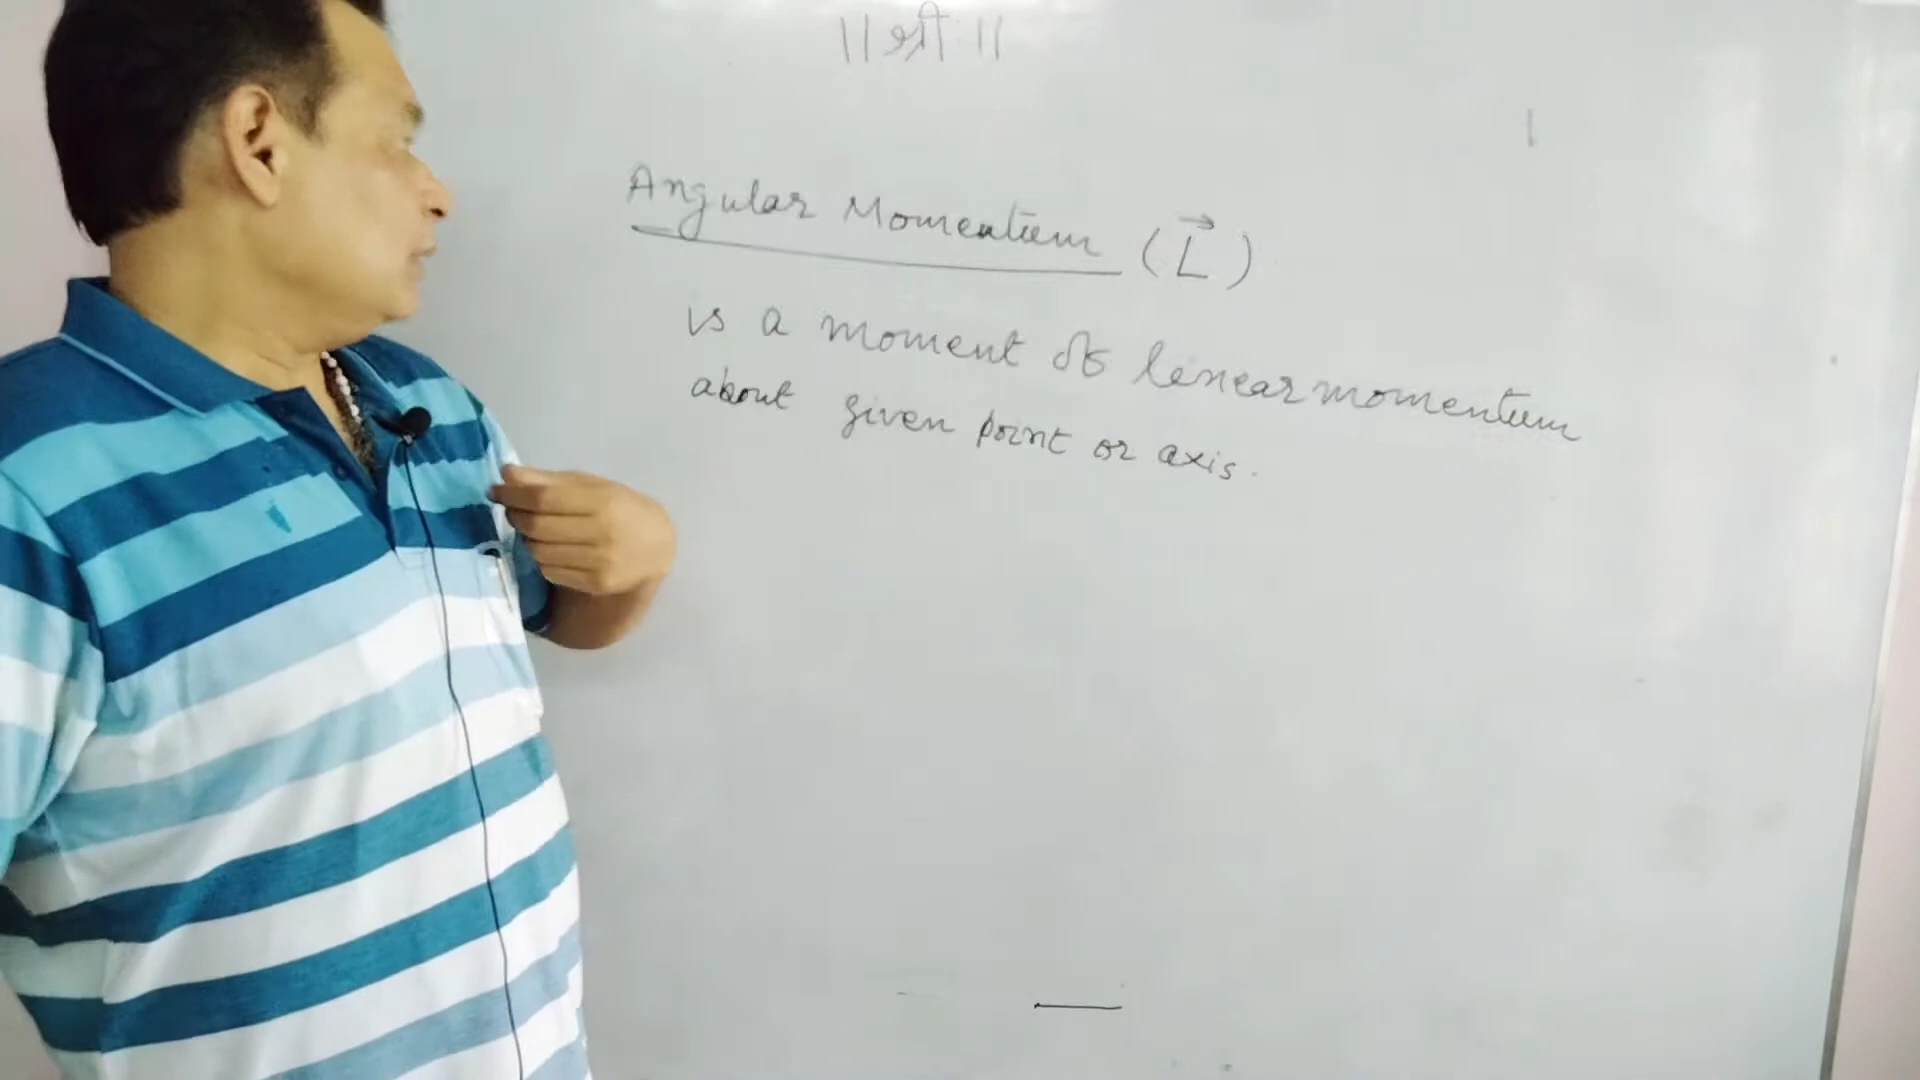 ॥ श्री ॥
Angular Momentum (L⃗)
is a moment of linear momentum
about given point or axis.